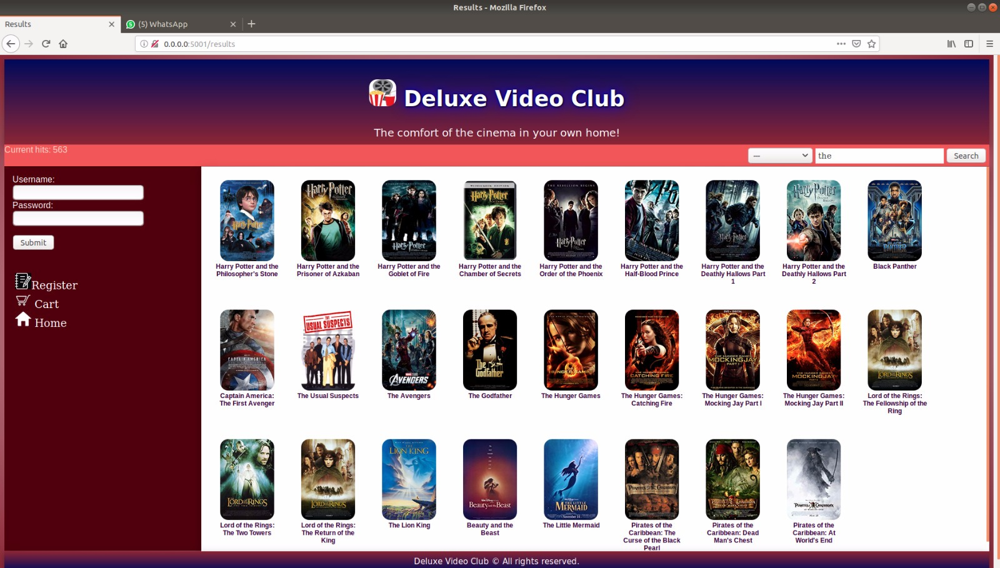 Results - Mozilla Firefox
Results
(5) WhatsApp
0.0.0.0:5001/results
Deluxe Video Club
The comfort of the cinema in your own home!
Current hits: 563
---
the
Search
Username:
Password:
Submit
Register
Cart
Home
Harry Potter and the
Philosopher's Stone
Harry Potter and the
Prisoner of Azkaban
Harry Potter and the
Goblet of Fire
Harry Potter and the
Chamber of Secrets
Harry Potter and the
Order of the Phoenix
Harry Potter and the
Half-Blood Prince
Harry Potter and the
Deathly Hallows Part
1
Harry Potter and the
Deathly Hallows Part
2
Black Panther
Captain America:
The First Avenger
The Usual Suspects
The Avengers
The Godfather
The Hunger Games
The Hunger Games:
Catching Fire
The Hunger Games:
Mocking Jay Part I
The Hunger Games:
Mocking Jay Part II
Lord of the Rings:
The Fellowship of the
Ring
Lord of the Rings:
The Two Towers
Lord of the Rings:
The Return of the
King
The Lion King
Beauty and the
Beast
The Little Mermaid
Pirates of the
Caribbean: The
Curse of the Black
Pearl
Pirates of the
Caribbean: Dead
Man's Chest
Pirates of the
Caribbean: At
World's End
Deluxe Video Club © All rights reserved.